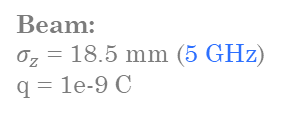 Beam:
σz = 18.5 mm (5 GHz)
q = 1e-9 C